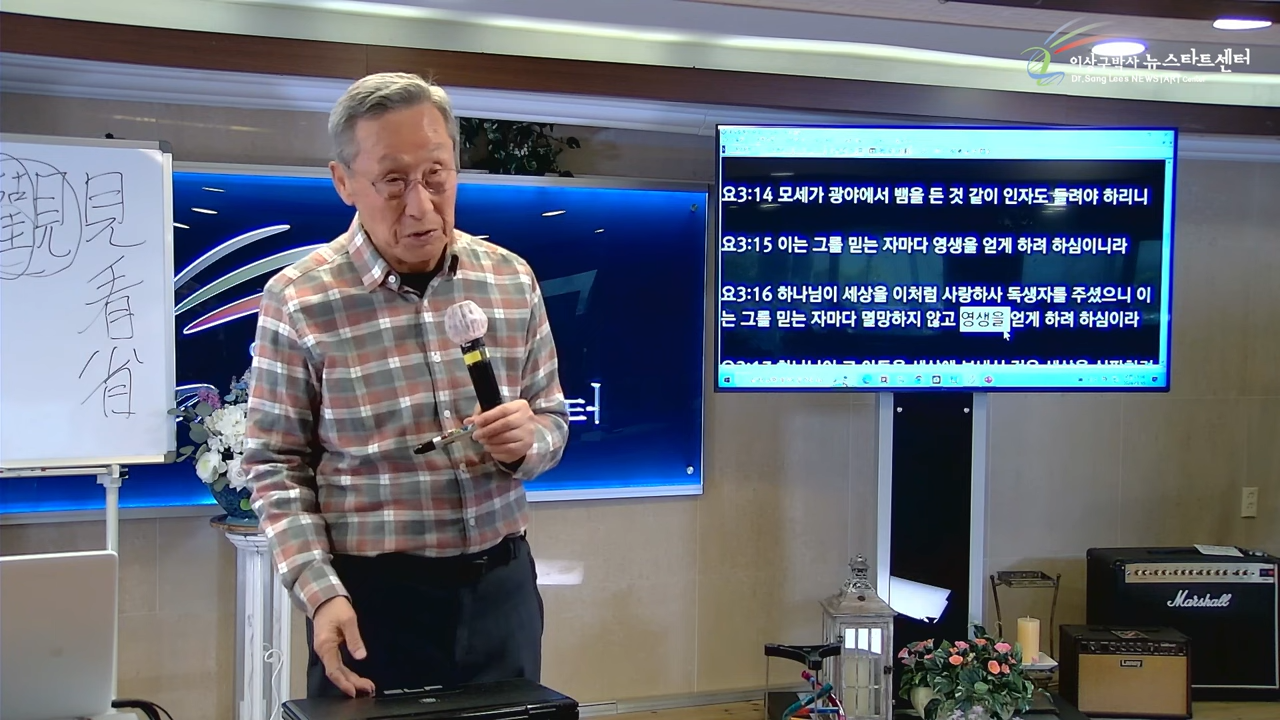 이상구박사 뉴스타트센터
Dr. Sang Lee's NEWSTART Center
觀 見
看
省
요3:14 모세가 광야에서 뱀을 든 것 같이 인자도 들려야 하리니
요3:15 이는 그를 믿는 자마다 영생을 얻게 하려 하심이니라
요3:16 하나님이 세상을 이처럼 사랑하사 독생자를 주셨으니 이
는 그를 믿는 자마다 멸망하지 않고 영생을 얻게 하려 하심이라
터
Marshall
Laney